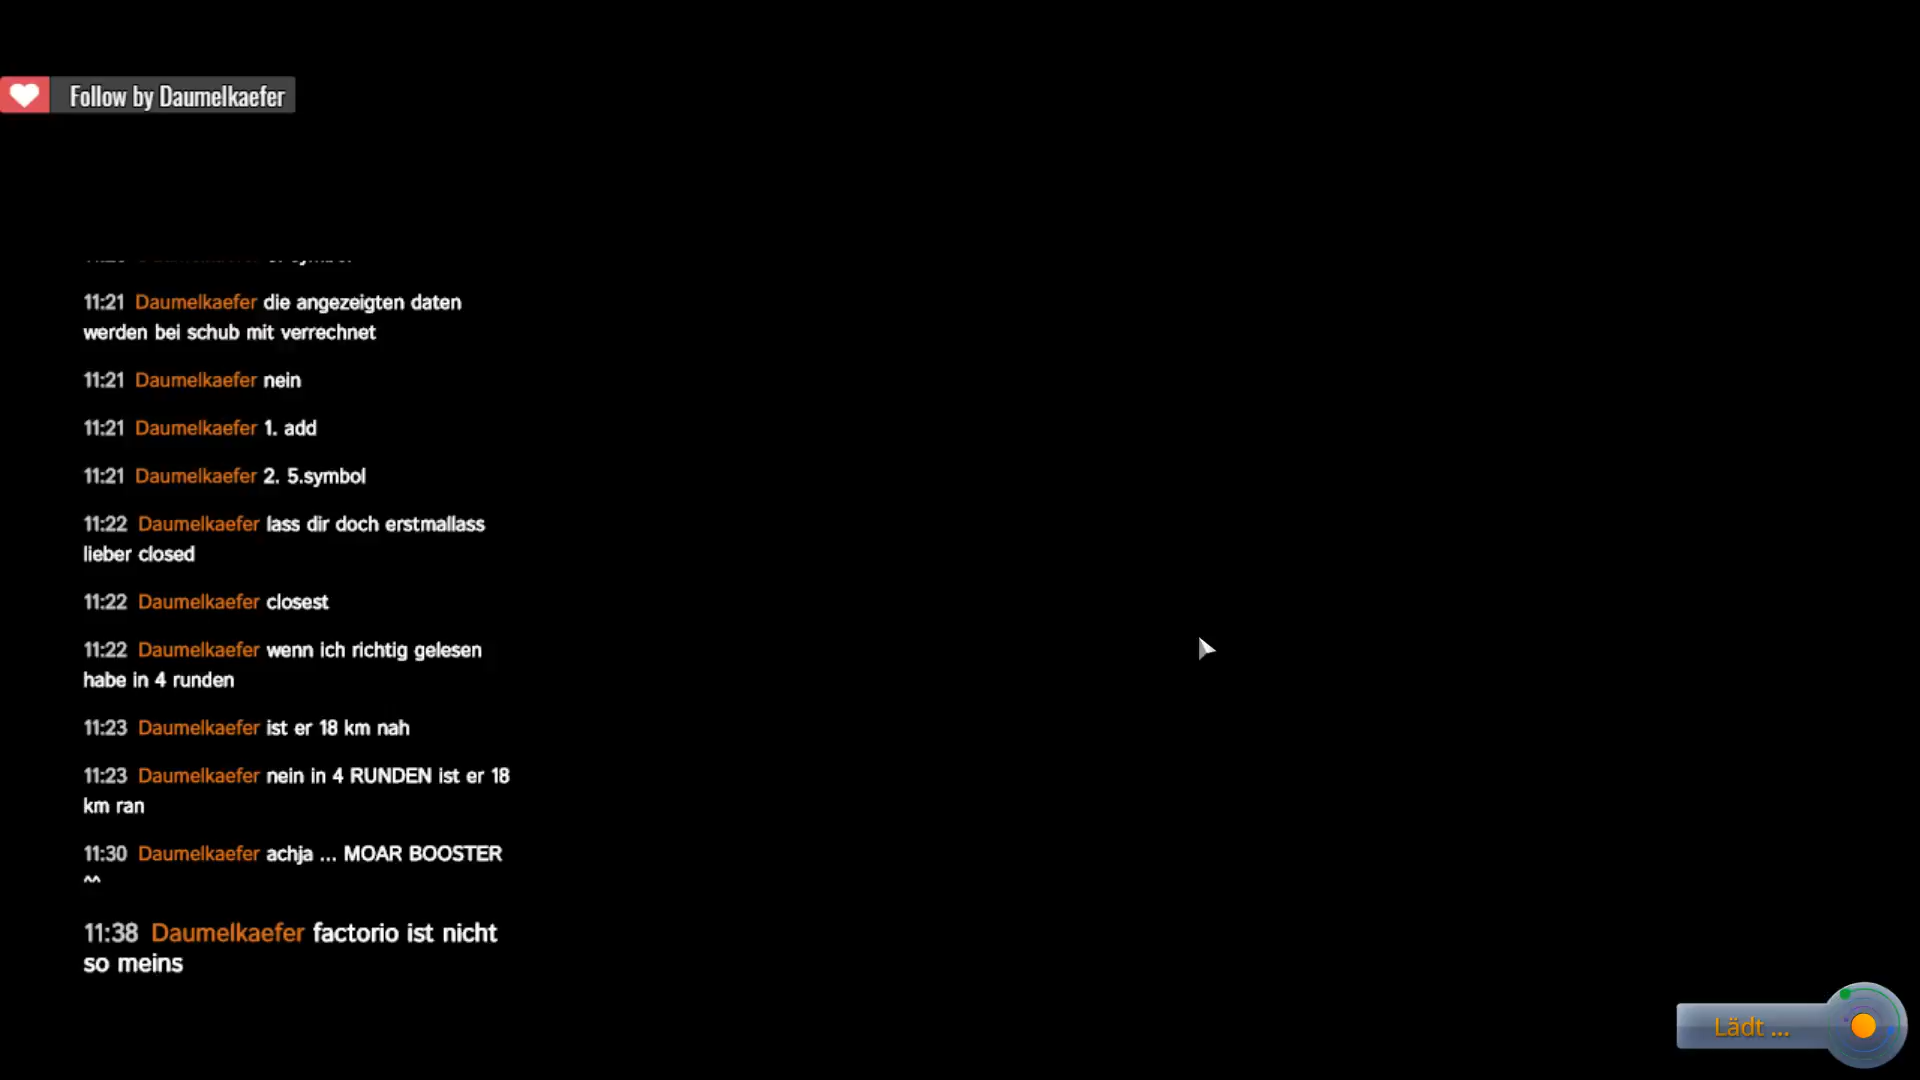 Follow by Daumelkaefer
11:21 Daumelkaefer die angezeigten daten
werden bei schub mit verrechnet
11:21 Daumelkaefer nein
11:21 Daumelkaefer 1. add
11:21 Daumelkaefer 2. 5.symbol
11:22 Daumelkaefer lass dir doch erstmallass
lieber closed
11:22 Daumelkaefer closest
11:22 Daumelkaefer wenn ich richtig gelesen
habe in 4 runden
11:23 Daumelkaefer ist er 18 km nah
11:23 Daumelkaefer nein in 4 RUNDEN ist er 18
km ran
11:30 Daumelkaefer achja ... MOAR BOOSTER
^^
11:38 Daumelkaefer factorio ist nicht
so meins
Lädt ...